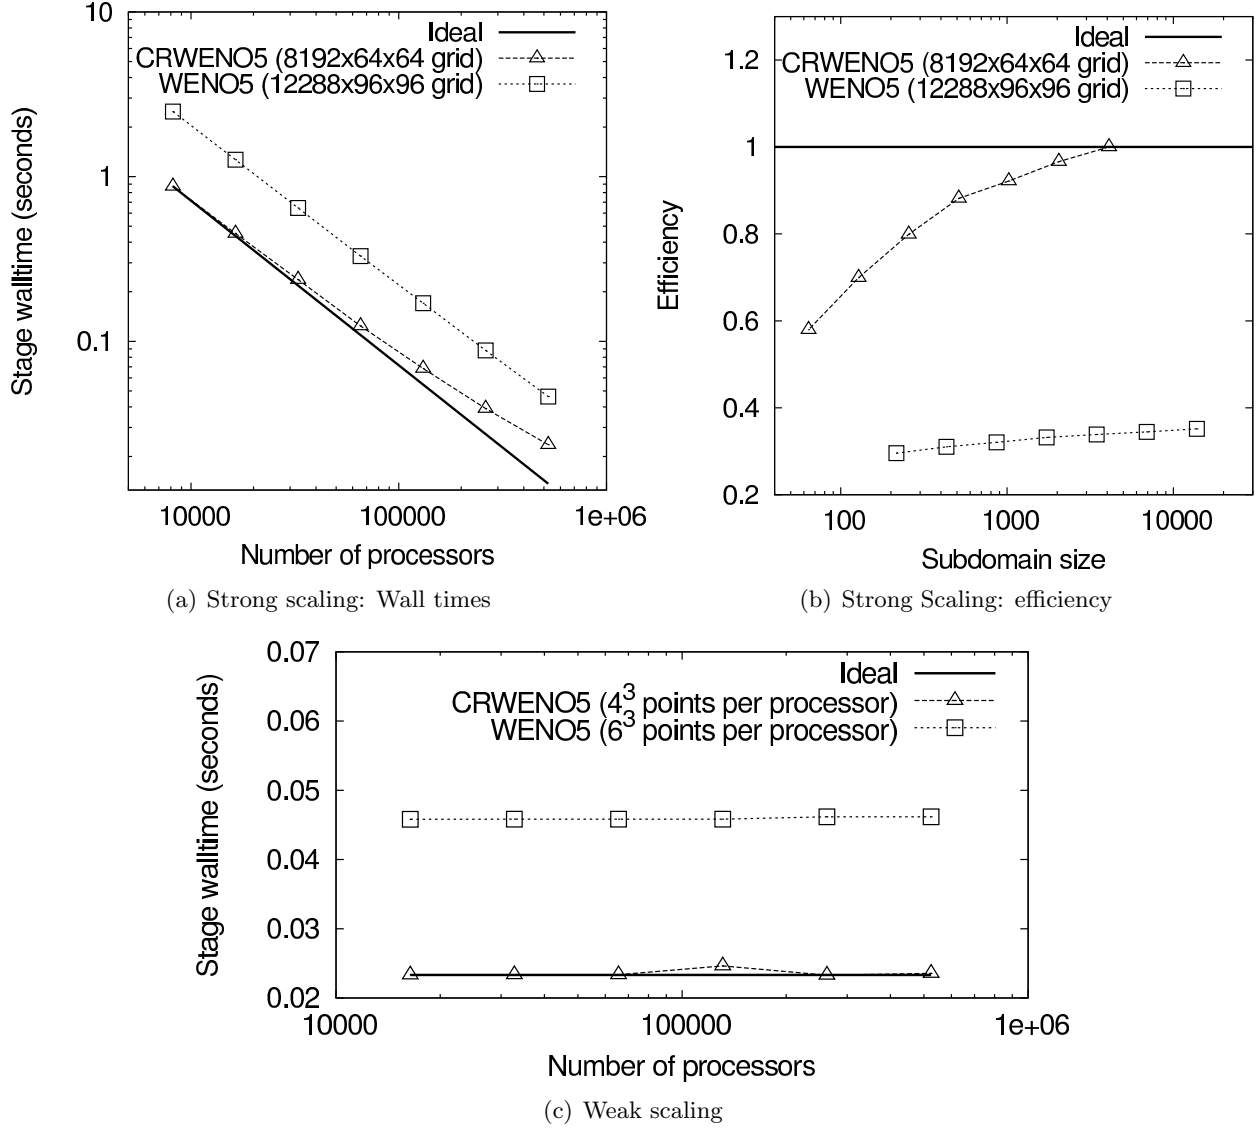 Ideal
CRWENO5 (8192x64x64 grid)
WENO5 (12288x96x96 grid)
10
1
0.1
Stage walltime (seconds)
10000
100000
1e+06
Number of processors
(a) Strong scaling: Wall times
Ideal
CRWENO5 (8192x64x64 grid)
WENO5 (12288x96x96 grid)
1.2
1
0.8
0.6
0.4
0.2
Efficiency
100
1000
10000
Subdomain size
(b) Strong Scaling: efficiency
Ideal
CRWENO5 (4³ points per processor)
WENO5 (6³ points per processor)
0.07
0.06
0.05
0.04
0.03
0.02
Stage walltime (seconds)
10000
100000
1e+06
Number of processors
(c) Weak scaling